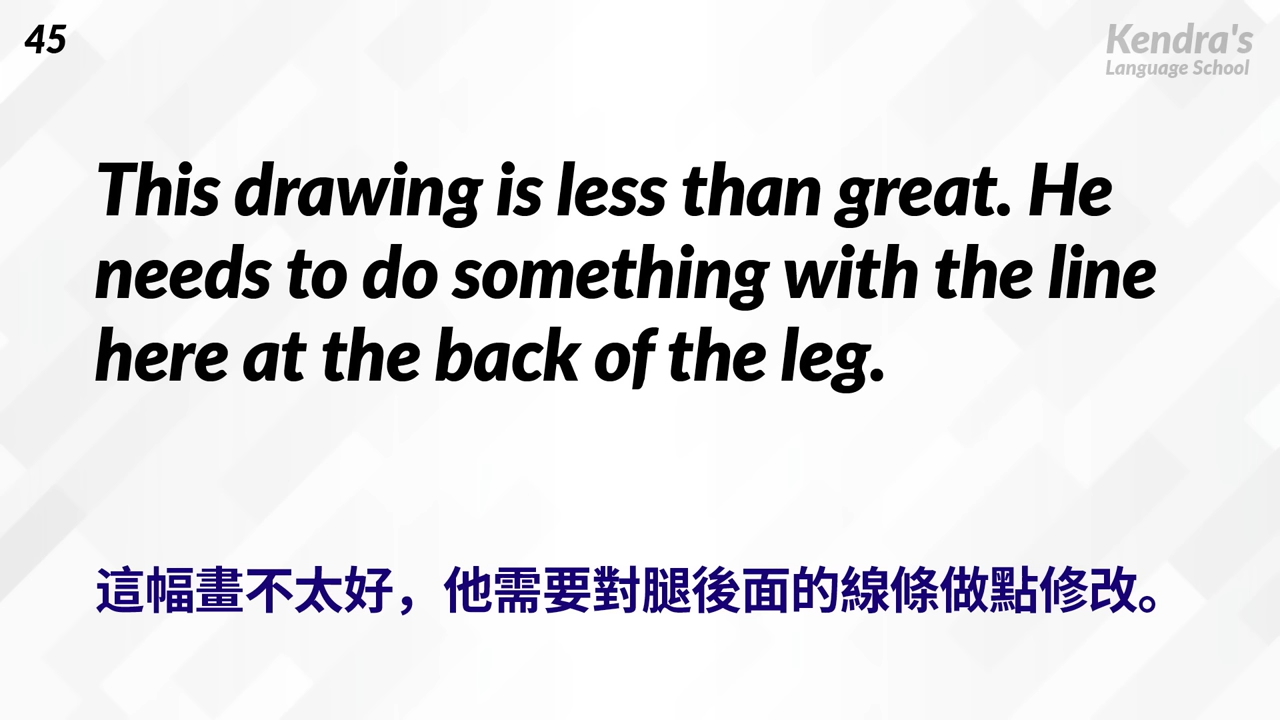 45
Kendra's
Language School
This drawing is less than great. He
needs to do something with the line
here at the back of the leg.
這幅畫不太好，他需要對腿後面的線條做點修改。